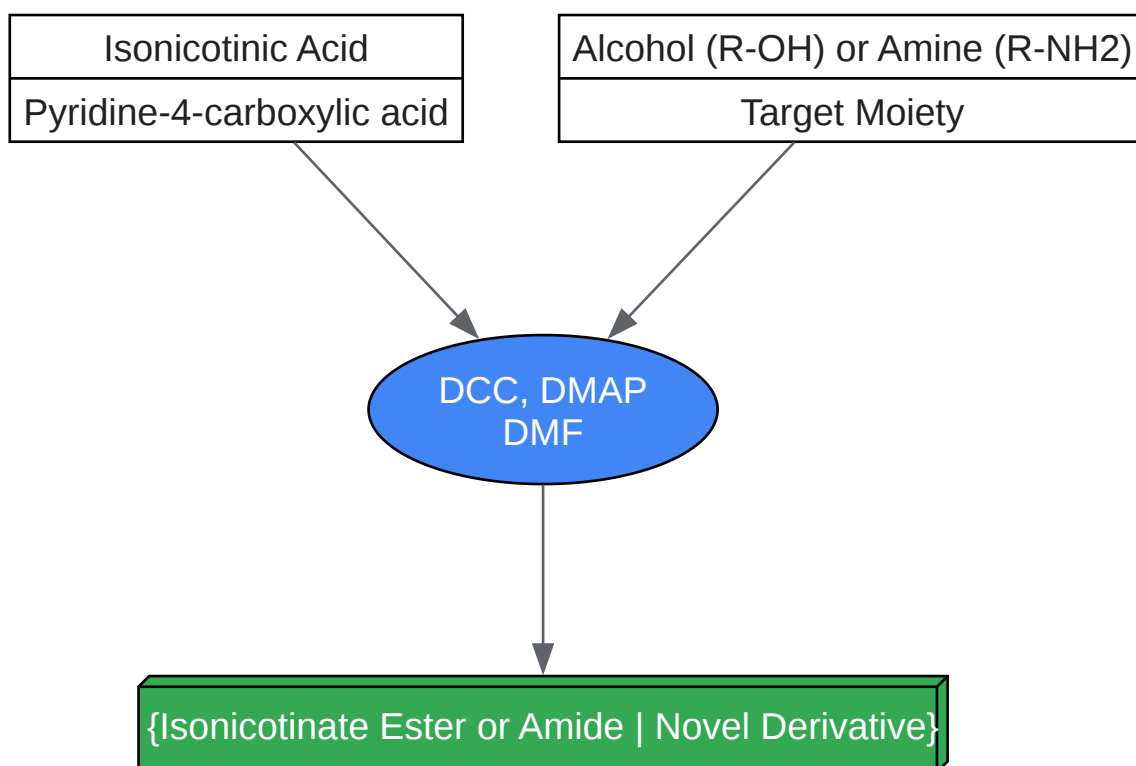 Isonicotinic Acid
Pyridine-4-carboxylic acid
Alcohol (R-OH) or Amine (R-NH2)
Target Moiety
DCC, DMAP
DMF
{Isonicotinate Ester or Amide | Novel Derivative}